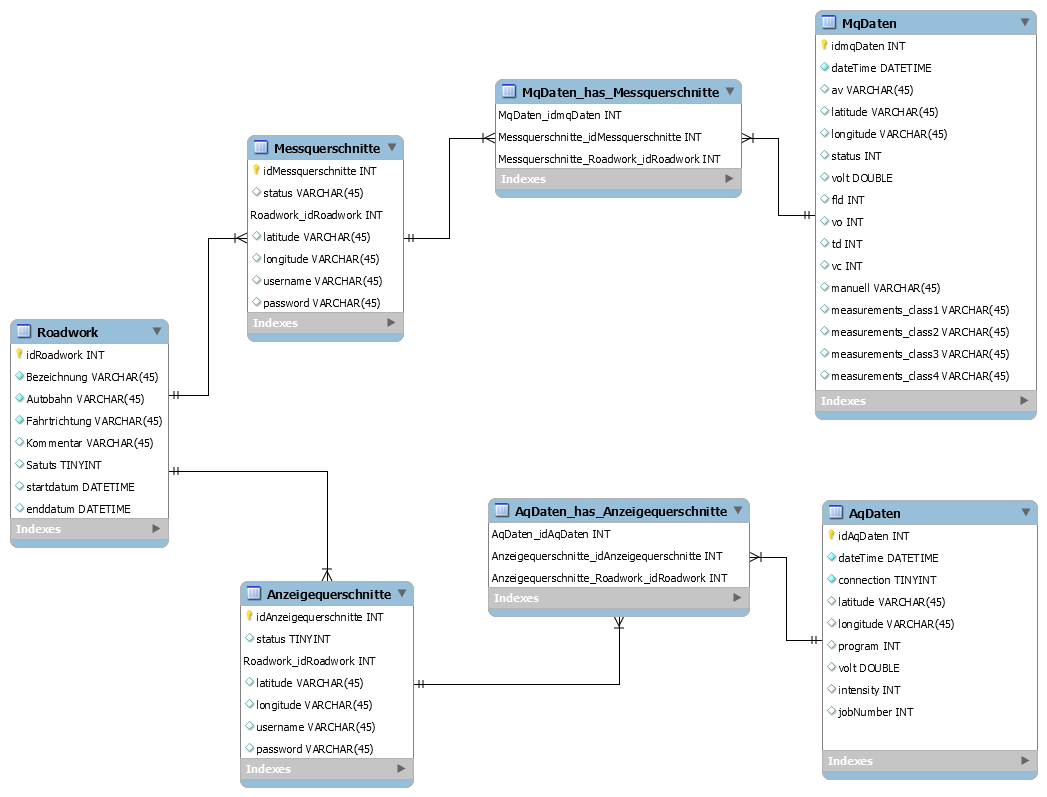 MqDaten
idmqDaten INT
dateTime DATETIME
av VARCHAR(45)
latitude VARCHAR(45)
longitude VARCHAR(45)
status INT
volt DOUBLE
fld INT
vo INT
td INT
vc INT
manuell VARCHAR(45)
measurements_class1 VARCHAR(45)
measurements_class2 VARCHAR(45)
measurements_class3 VARCHAR(45)
measurements_class4 VARCHAR(45)
Indexes
MqDaten_has_Messquerschnitte
MqDaten_idmqDaten INT
Messquerschnitte_idMessquerschnitte INT
Messquerschnitte_Roadwork_idRoadwork INT
Indexes
Messquerschnitte
idMessquerschnitte INT
status VARCHAR(45)
Roadwork_idRoadwork INT
latitude VARCHAR(45)
longitude VARCHAR(45)
username VARCHAR(45)
password VARCHAR(45)
Indexes
Roadwork
idRoadwork INT
Bezeichnung VARCHAR(45)
Autobahn VARCHAR(45)
Fahrtrichtung VARCHAR(45)
Kommentar VARCHAR(45)
Satuts TINYINT
startdatum DATETIME
enddatum DATETIME
Indexes
AqDaten_has_Anzeigequerschnitte
AqDaten_idAqDaten INT
Anzeigequerschnitte_idAnzeigequerschnitte INT
Anzeigequerschnitte_Roadwork_idRoadwork INT
Indexes
AqDaten
idAqDaten INT
dateTime DATETIME
connection TINYINT
latitude VARCHAR(45)
longitude VARCHAR(45)
program INT
volt DOUBLE
intensity INT
jobNumber INT
Indexes
Anzeigequerschnitte
idAnzeigequerschnitte INT
status TINYINT
Roadwork_idRoadwork INT
latitude VARCHAR(45)
longitude VARCHAR(45)
username VARCHAR(45)
password VARCHAR(45)
Indexes